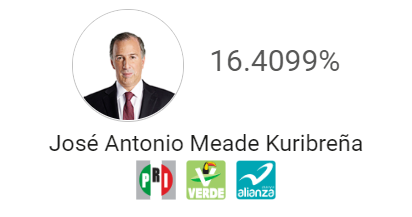 16.4099%
José Antonio Meade Kuribreña
PRI VERDE alianza